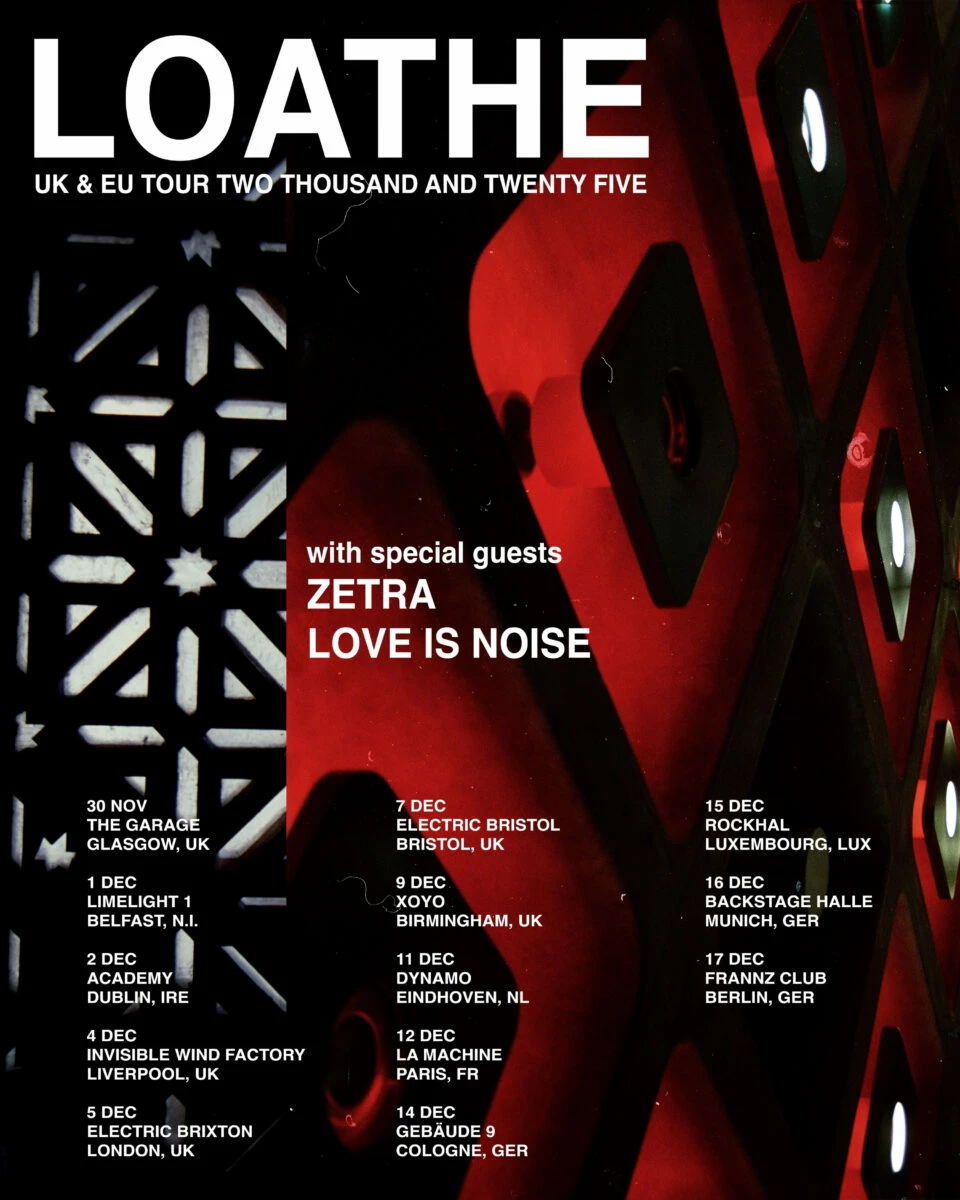 LOATHE
UK & EU TOUR TWO THOUSAND AND TWENTY FIVE
with special guests
ZETRA
LOVE IS NOISE
30 NOV
THE GARAGE
GLASGOW, UK
1 DEC
LIMELIGHT 1
BELFAST, N.I.
2 DEC
ACADEMY
DUBLIN, IRE
4 DEC
INVISIBLE WIND FACTORY
LIVERPOOL, UK
5 DEC
ELECTRIC BRIXTON
LONDON, UK
7 DEC
ELECTRIC BRISTOL
BRISTOL, UK
9 DEC
XOYO
BIRMINGHAM, UK
11 DEC
DYNAMO
EINDHOVEN, NL
12 DEC
LA MACHINE
PARIS, FR
14 DEC
GEBÄUDE 9
COLOGNE, GER
15 DEC
ROCKHAL
LUXEMBOURG, LUX
16 DEC
BACKSTAGE HALLE
MUNICH, GER
17 DEC
FRANNZ CLUB
BERLIN, GER